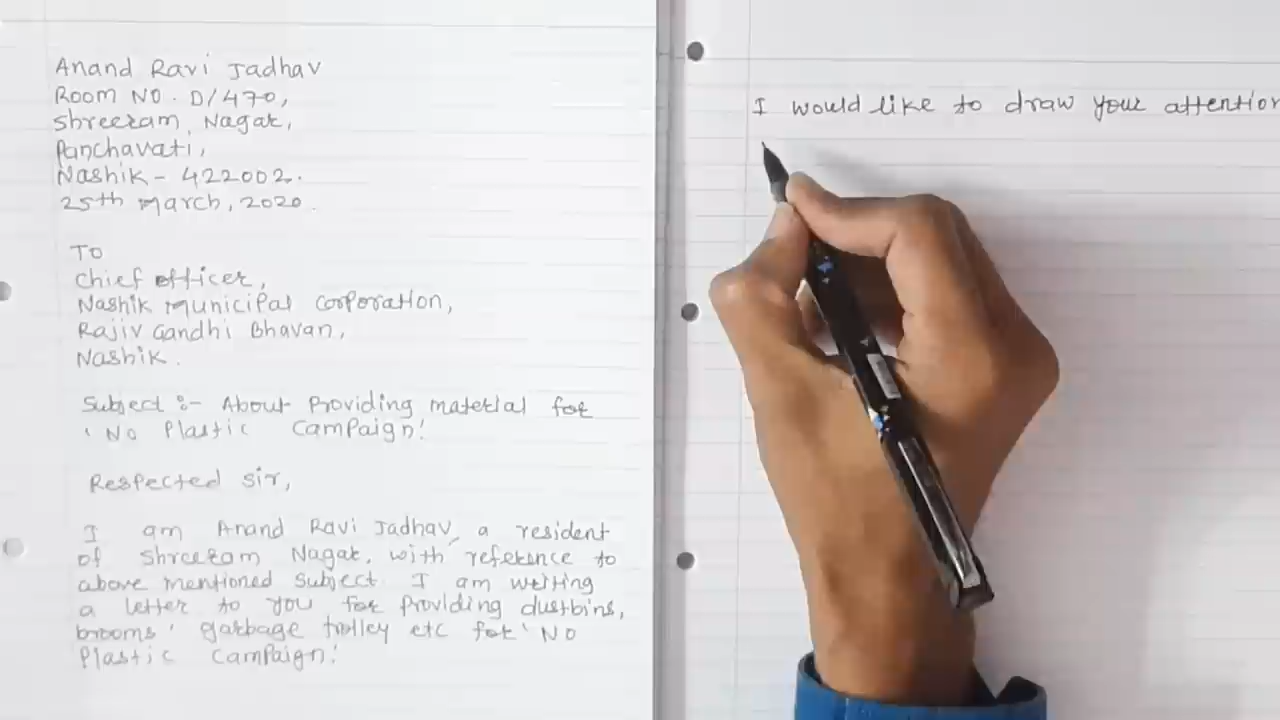 Anand Ravi Jadhav
Room No. D/470,
Shreeram Nagar,
Panchavati,
Nashik - 422002.
25th March, 2020.
To
Chief officer,
Nashik Municipal Corporation,
Rajiv Gandhi Bhavan,
Nashik.
Subject :- About Providing material for
'No Plastic Campaign!
Respected sir,
I am Anand Ravi Jadhav, a resident
of Shreeram Nagar, with reference to
above mentioned subject. I am writing
a letter to you for Providing dustbins,
brooms, garbage trolley etc for 'No
Plastic Campaign!
I would like to draw your attention